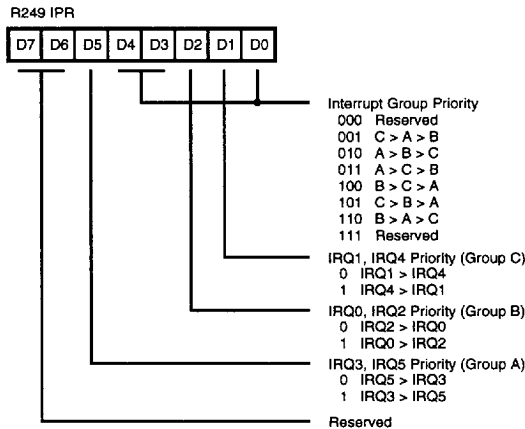 R249 IPR
D7 D6 D5 D4 D3 D2 D1 D0
Interrupt Group Priority
000 Reserved
001 C > A > B
010 A > B > C
011 A > C > B
100 B > C > A
101 C > B > A
110 B > A > C
111 Reserved
IRQ1, IRQ4 Priority (Group C)
0 IRQ1 > IRQ4
1 IRQ4 > IRQ1
IRQ0, IRQ2 Priority (Group B)
0 IRQ2 > IRQ0
1 IRQ0 > IRQ2
IRQ3, IRQ5 Priority (Group A)
0 IRQ5 > IRQ3
1 IRQ3 > IRQ5
Reserved